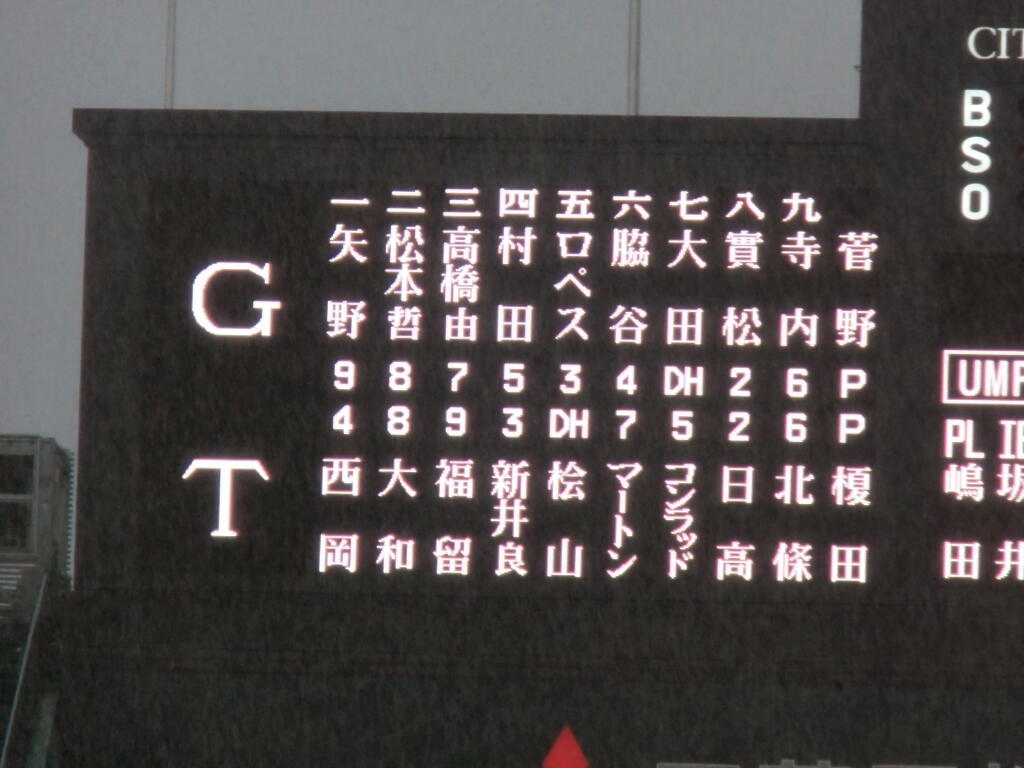 CIT
B
S
O
G
一 二 三 四 五 六 七 八 九
矢野 松本哲 高橋由 村田 ロペス 脇谷 大田 實松 寺内 菅野
9 8 7 5 3 4 DH 2 6 P
4 8 9 3 DH 7 5 2 6 P
T
西岡 大和 福留 新井良 桧山 マートン コンラッド 日高 北條 榎田
UMP
PL
嶋田